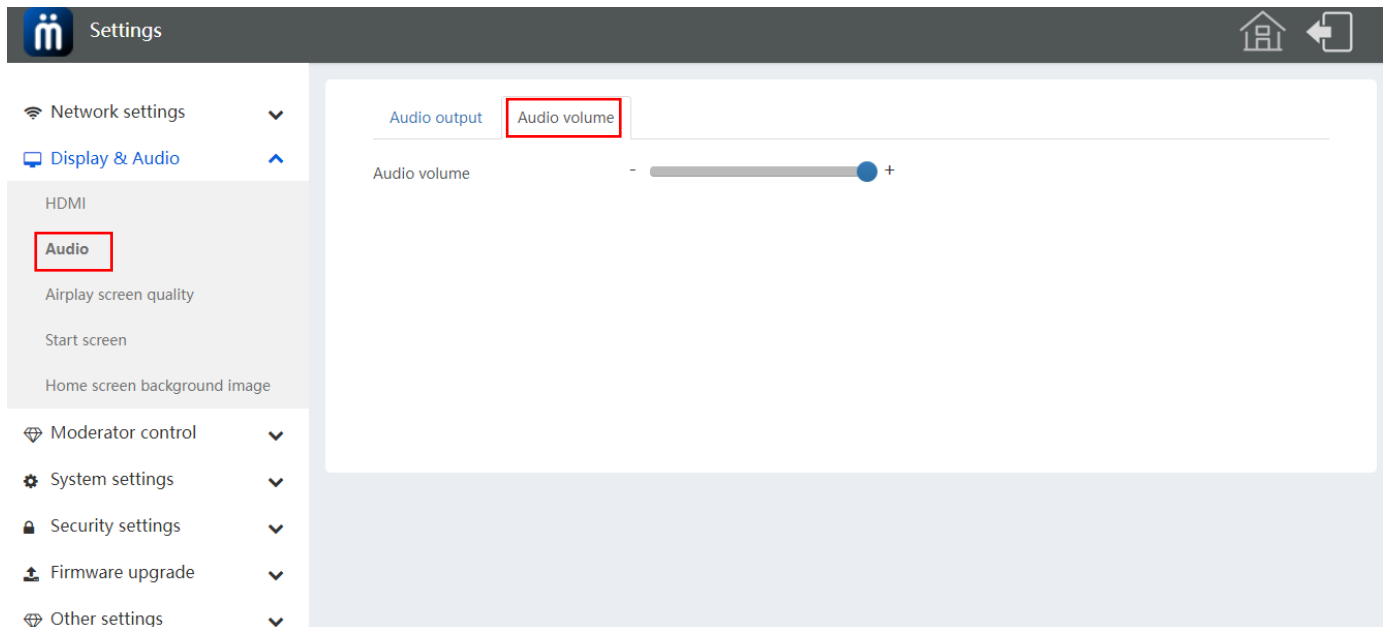 Settings
Network settings
Display & Audio
HDMI
Audio
Airplay screen quality
Start screen
Home screen background image
Moderator control
System settings
Security settings
Firmware upgrade
Other settings
Audio output Audio volume
Audio volume - +